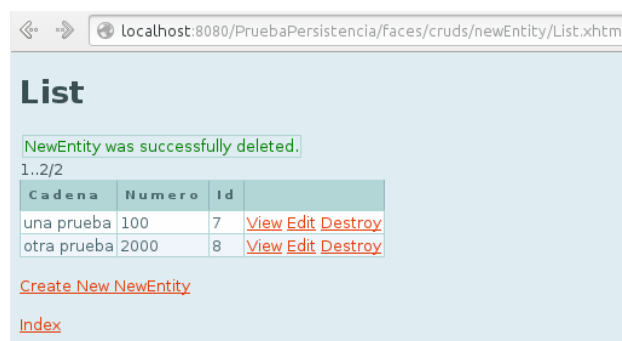 localhost:8080/PruebaPersistencia/faces/cruds/newEntity/List.xhtm
List
NewEntity was successfully deleted.
1..2/2
Cadena Numero Id
una prueba 100 7 View Edit Destroy
otra prueba 2000 8 View Edit Destroy
Create New NewEntity
Index